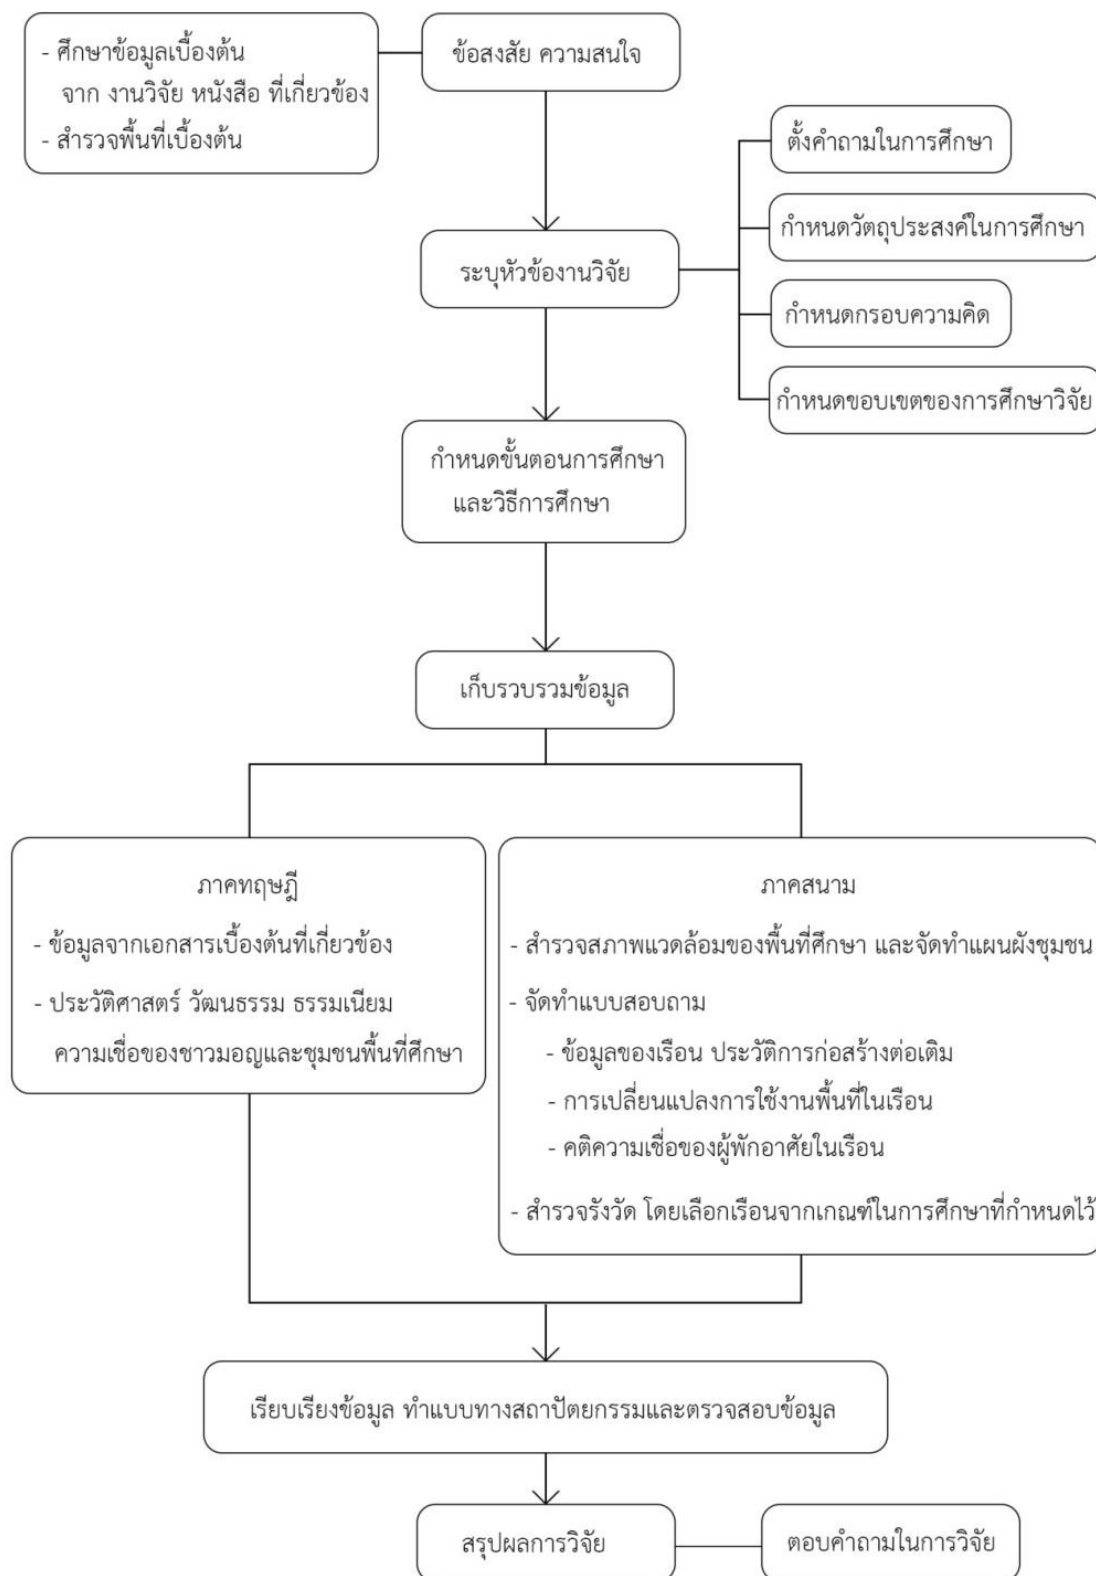 - ศึกษาข้อมูลเบื้องต้น
จาก งานวิจัย หนังสือ ที่เกี่ยวข้อง
- สำรวจพื้นที่เบื้องต้น
ข้อสงสัย ความสนใจ
ตั้งคำถามในการศึกษา
กำหนดวัตถุประสงค์ในการศึกษา
ระบุหัวข้องานวิจัย
กำหนดกรอบความคิด
กำหนดขอบเขตของการศึกษาวิจัย
กำหนดขั้นตอนการศึกษา
และวิธีการศึกษา
เก็บรวบรวมข้อมูล
ภาคทฤษฎี
- ข้อมูลจากเอกสารเบื้องต้นที่เกี่ยวข้อง
- ประวัติศาสตร์ วัฒนธรรม ธรรมเนียม
ความเชื่อของชาวมอญและชุมชนพื้นที่ศึกษา
ภาคสนาม
- สำรวจสภาพแวดล้อมของพื้นที่ศึกษา และจัดทำแผนผังชุมชน
- จัดทำแบบสอบถาม
- ข้อมูลของเรือน ประวัติการก่อสร้างต่อเติม
- การเปลี่ยนแปลงการใช้งานพื้นที่ในเรือน
- คติความเชื่อของผู้พักอาศัยในเรือน
- สำรวจรังวัด โดยเลือกเรือนจากเกณฑ์ในการศึกษาที่กำหนดไว้
เรียบเรียงข้อมูล ทำแบบทางสถาปัตยกรรมและตรวจสอบข้อมูล
สรุปผลการวิจัย
ตอบคำถามในการวิจัย